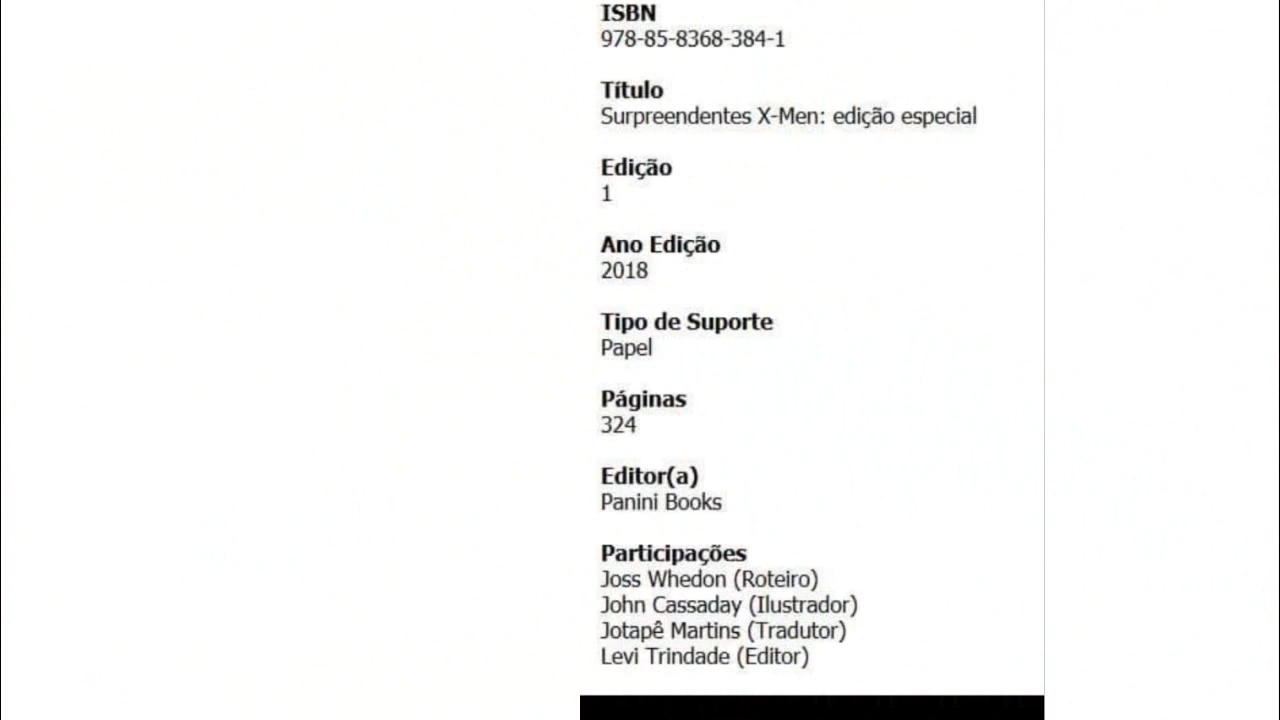 ISBN
978-85-8368-384-1
Título
Surpreendentes X-Men: edição especial
Edição
1
Ano Edição
2018
Tipo de Suporte
Papel
Páginas
324
Editor(a)
Panini Books
Participações
Joss Whedon (Roteiro)
John Cassaday (Ilustrador)
Jotapê Martins (Tradutor)
Levi Trindade (Editor)